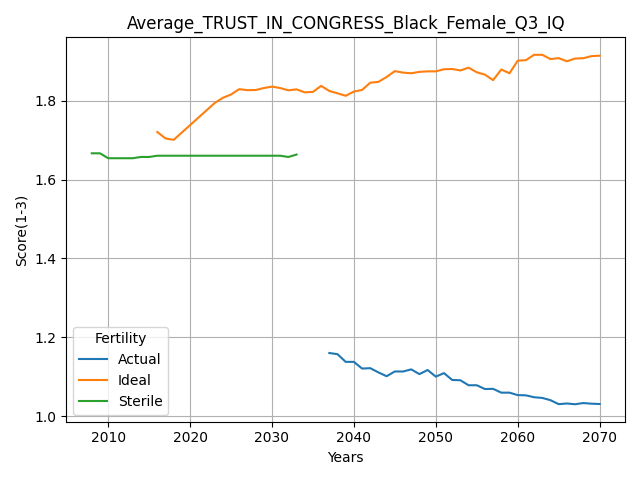 Average_TRUST_IN_CONGRESS_Black_Female_Q3_IQ
Score(1-3)
1.8
1.6
1.4
1.2
1.0
Fertility
Actual
Ideal
Sterile
2010 2020 2030 2040 2050 2060 2070
Years